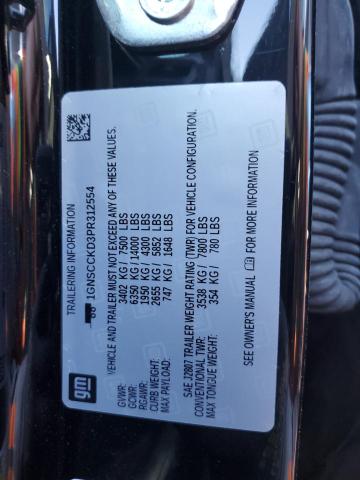 gm
TRAILERING INFORMATION
1GNSCCKD3PR312554
VEHICLE AND TRAILER MUST NOT EXCEED ANY OF THESE VALUES.
GVWR: 3402 KG / 7500 LBS
GCWR: 6350 KG / 14000 LBS
RGAWR: 1950 KG / 4300 LBS
CURB WEIGHT: 2655 KG / 5852 LBS
MAX PAYLOAD: 747 KG / 1648 LBS
SAE J2807 TRAILER WEIGHT RATING (TWR) FOR VEHICLE CONFIGURATION.
CONVENTIONAL TWR: 3538 KG / 7800 LBS
MAX TONGUE WEIGHT: 354 KG / 780 LBS
SEE OWNER'S MANUAL FOR MORE INFORMATION